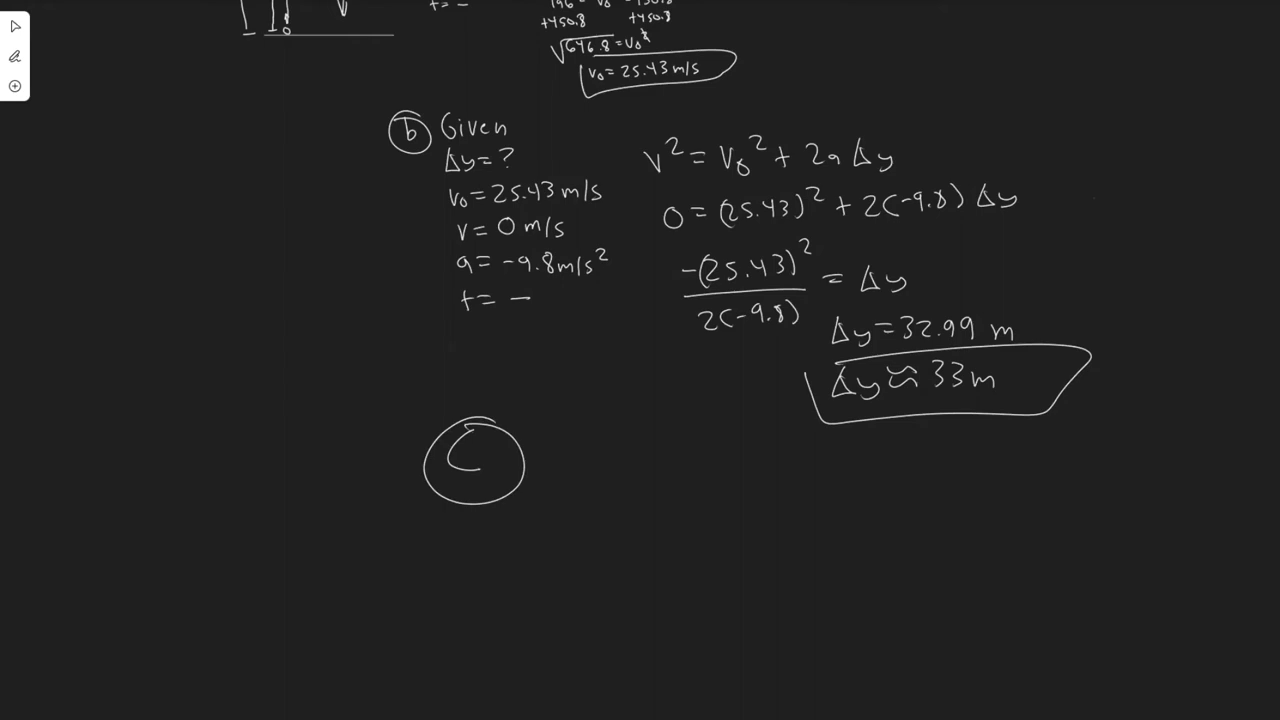 +450.8 +450.8
√646.8 = v₀²
v₀ = 25.43 m/s
b Given
Δy = ?
v₀ = 25.43 m/s
v = 0 m/s
a = -9.8 m/s²
t = -
v² = v₀² + 2a Δy
0 = (25.43)² + 2(-9.8) Δy
-(25.43)² / 2(-9.8) = Δy
Δy = 32.99 m
Δy ≈ 33 m
C